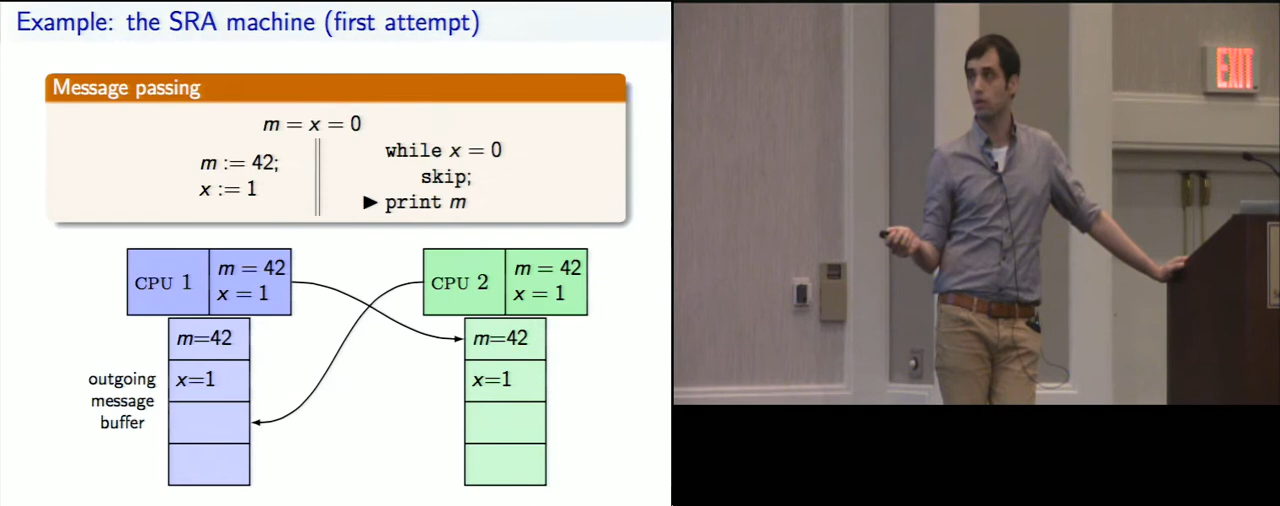 Example: the SRA machine (first attempt)
Message passing
m = x = 0
m := 42;
x := 1
while x = 0
skip;
▶ print m
CPU 1
m = 42
x = 1
CPU 2
m = 42
x = 1
m=42
x=1
outgoing
message
buffer
m=42
x=1
EXIT